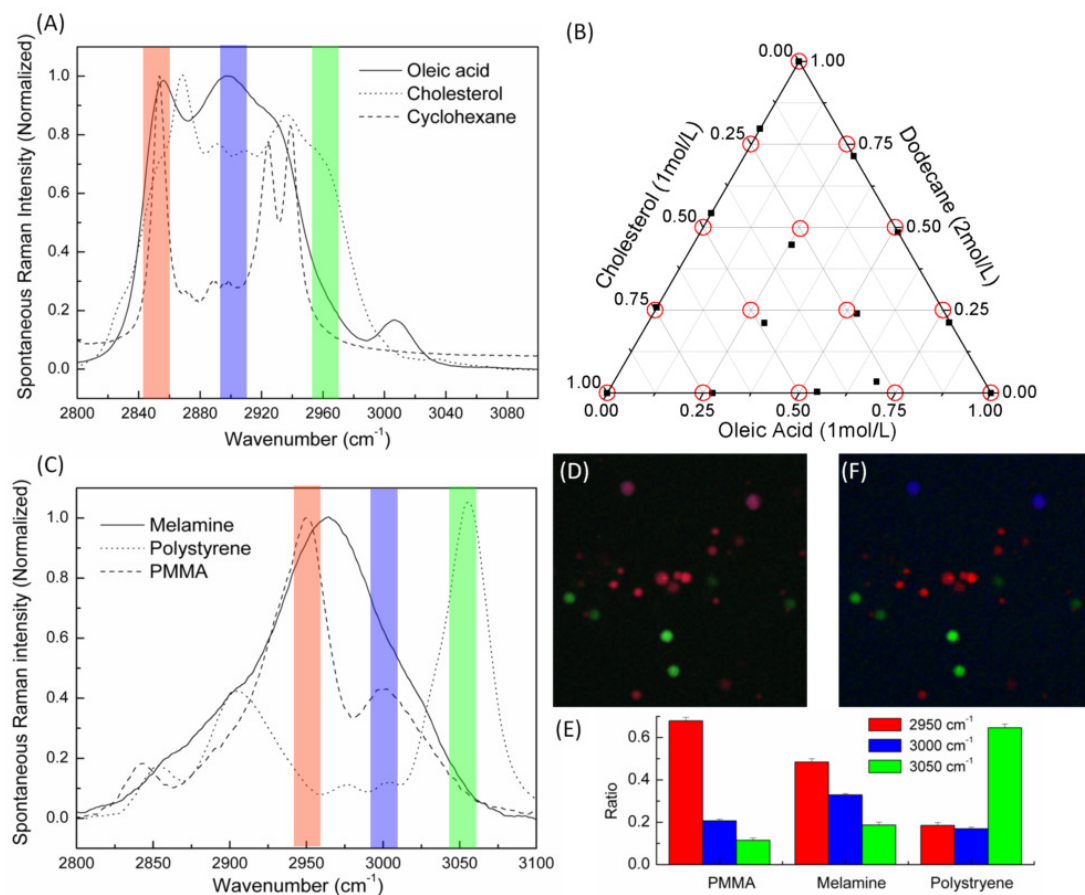 (A)
Spontaneous Raman Intensity (Normalized)
1.0
0.8
0.6
0.4
0.2
0.0
Oleic acid
Cholesterol
Cyclohexane
2800 2840 2880 2920 2960 3000 3040 3080
Wavenumber (cm-1)
(B)
0.00
1.00
0.25
0.75
Cholesterol (1mol/L)
Dodecane (2mol/L)
0.50
0.50
0.75
0.25
1.00
0.00
0.00 0.25 0.50 0.75 1.00
Oleic Acid (1mol/L)
(C)
Spontaneous Raman intensity (Normalized)
1.0
0.8
0.6
0.4
0.2
0.0
Melamine
Polystyrene
PMMA
2800 2850 2900 2950 3000 3050 3100
Wavenumber (cm-1)
(D)
(F)
(E)
Ratio
0.6
0.4
0.2
0.0
2950 cm-1
3000 cm-1
3050 cm-1
PMMA Melamine Polystryene